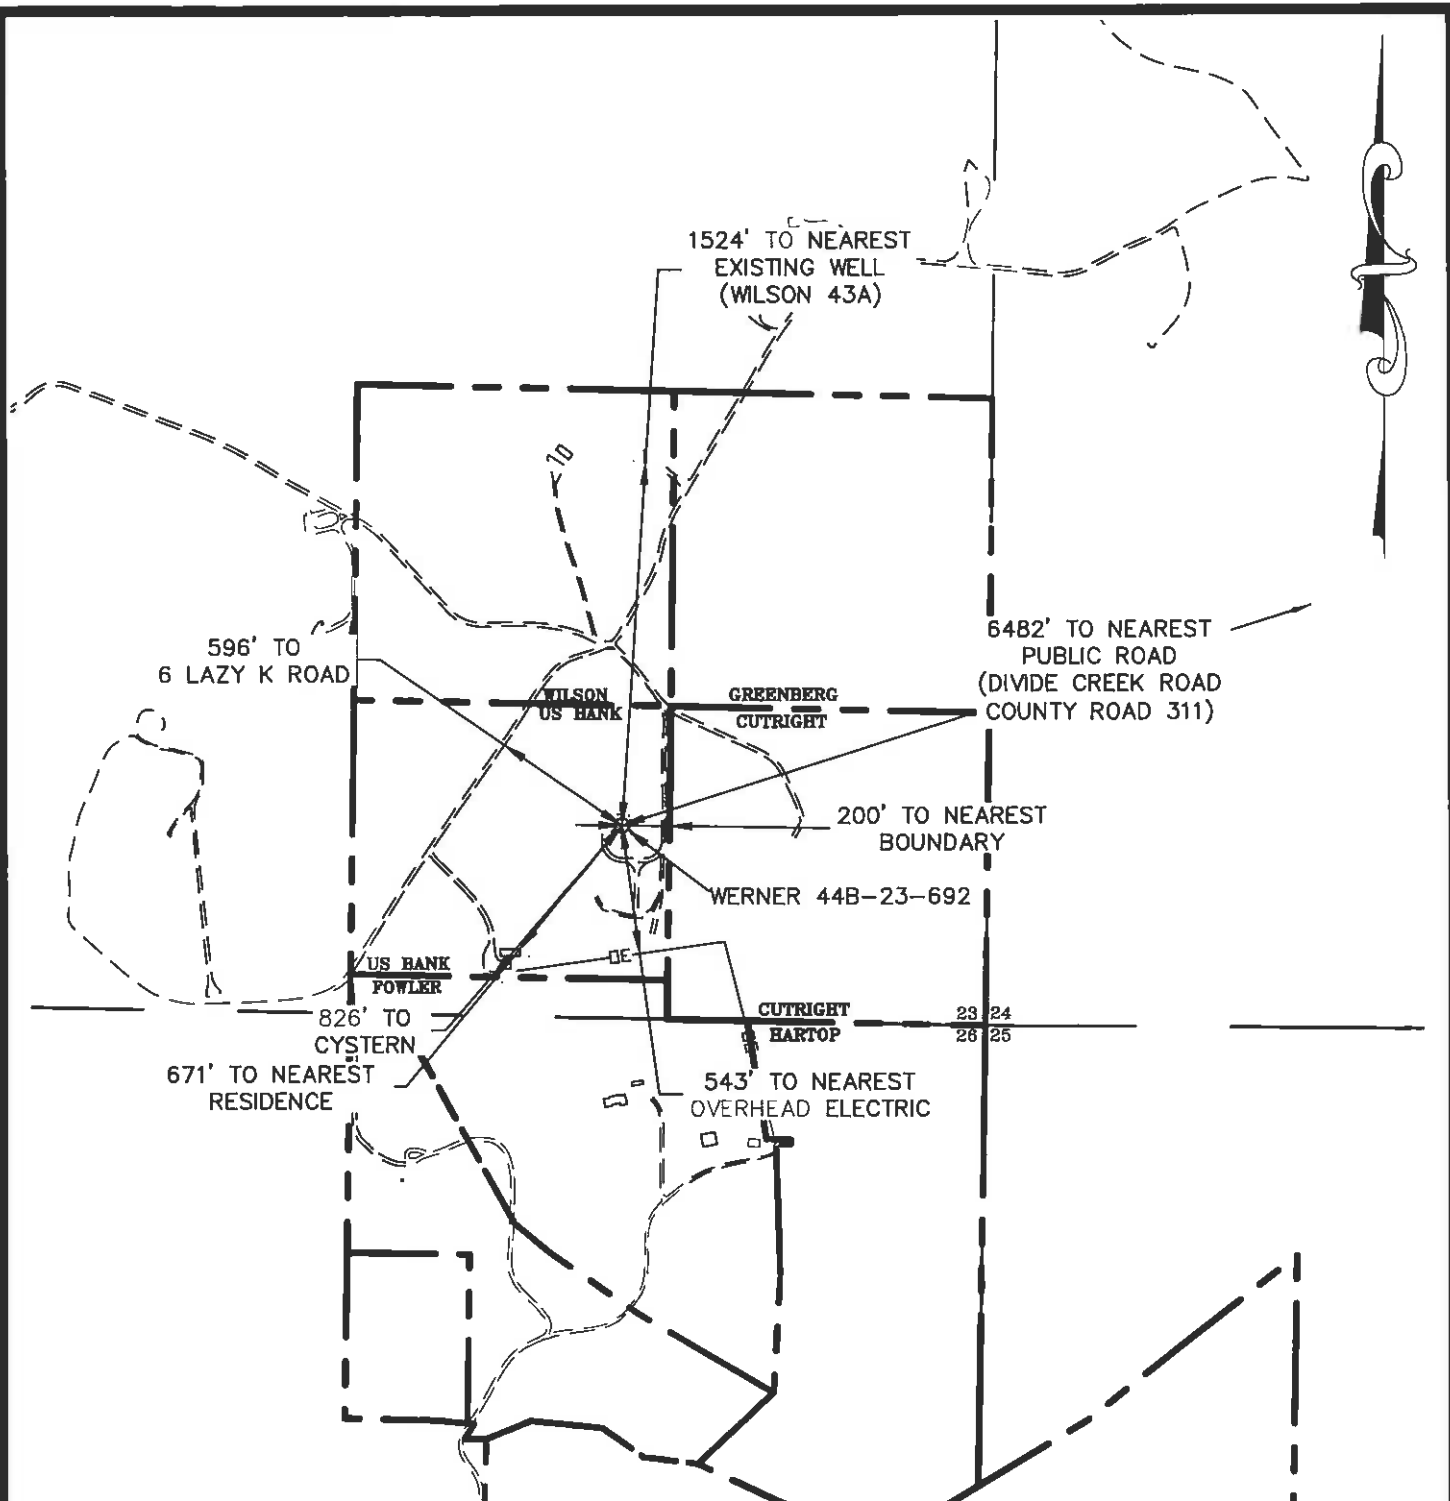 1524' TO NEAREST
EXISTING WELL
(WILSON 43A)
596' TO
6 LAZY K ROAD
6482' TO NEAREST
PUBLIC ROAD
(DIVIDE CREEK ROAD
COUNTY ROAD 311)
WILSON
US BANK
GREENBERG
CUTRIGHT
200' TO NEAREST
BOUNDARY
WERNER 44B-23-692
E
US BANK
FOWLER
826' TO
CYSTERN
671' TO NEAREST
RESIDENCE
CUTRIGHT
HARTOP
23 24
26 25
543' TO NEAREST
OVERHEAD ELECTRIC